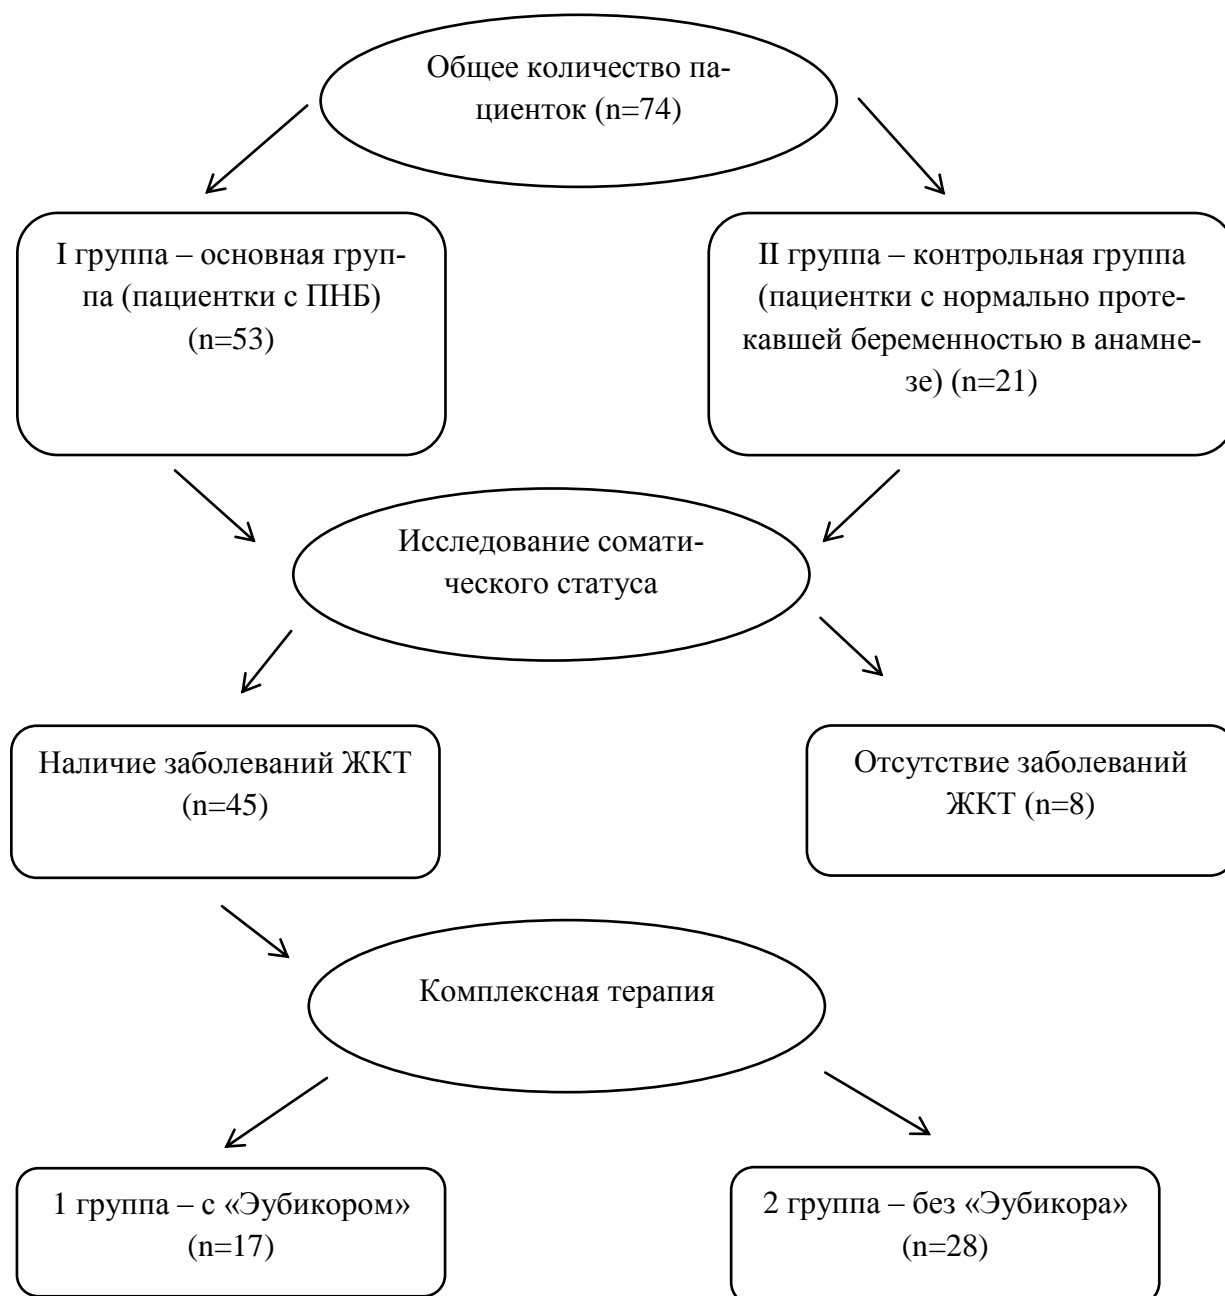 Общее количество па-
циенток (n=74)
I группа – основная груп-
па (пациентки с ПНБ)
(n=53)
II группа – контрольная группа
(пациентки с нормально проте-
кавшей беременностью в анамне-
зе) (n=21)
Исследование сомати-
ческого статуса
Наличие заболеваний ЖКТ
(n=45)
Отсутствие заболеваний
ЖКТ (n=8)
Комплексная терапия
1 группа – с «Эубикором»
(n=17)
2 группа – без «Эубикора»
(n=28)